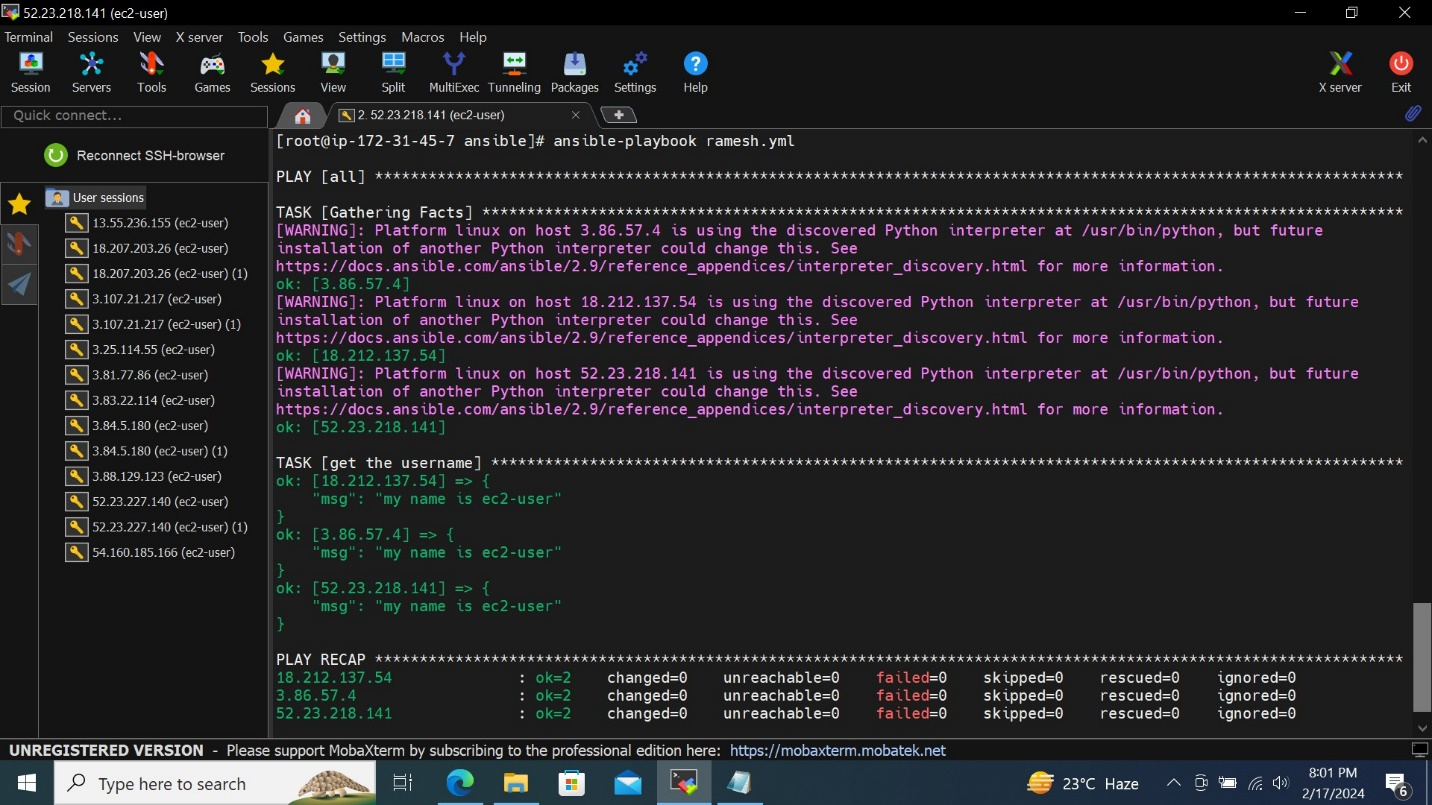 52.23.218.141 (ec2-user)
Terminal Sessions View X server Tools Games Settings Macros Help
Session Servers Tools Games Sessions View Split MultiExec Tunneling Packages Settings Help X server Exit
Quick connect...
2. 52.23.218.141 (ec2-user)
Reconnect SSH-browser
User sessions
13.55.236.155 (ec2-user)
18.207.203.26 (ec2-user)
18.207.203.26 (ec2-user) (1)
3.107.21.217 (ec2-user)
3.107.21.217 (ec2-user) (1)
3.25.114.55 (ec2-user)
3.81.77.86 (ec2-user)
3.83.22.114 (ec2-user)
3.84.5.180 (ec2-user)
3.84.5.180 (ec2-user) (1)
3.88.129.123 (ec2-user)
52.23.227.140 (ec2-user)
52.23.227.140 (ec2-user) (1)
54.160.185.166 (ec2-user)
[root@ip-172-31-45-7 ansible]# ansible-playbook ramesh.yml
PLAY [all] *******************************************************************************************************************
TASK [Gathering Facts] *******************************************************************************************************
[WARNING]: Platform linux on host 3.86.57.4 is using the discovered Python interpreter at /usr/bin/python, but future
installation of another Python interpreter could change this. See
https://docs.ansible.com/ansible/2.9/reference_appendices/interpreter_discovery.html for more information.
ok: [3.86.57.4]
[WARNING]: Platform linux on host 18.212.137.54 is using the discovered Python interpreter at /usr/bin/python, but future
installation of another Python interpreter could change this. See
https://docs.ansible.com/ansible/2.9/reference_appendices/interpreter_discovery.html for more information.
ok: [18.212.137.54]
[WARNING]: Platform linux on host 52.23.218.141 is using the discovered Python interpreter at /usr/bin/python, but future
installation of another Python interpreter could change this. See
https://docs.ansible.com/ansible/2.9/reference_appendices/interpreter_discovery.html for more information.
ok: [52.23.218.141]
TASK [get the username] ******************************************************************************************************
ok: [18.212.137.54] => {
    "msg": "my name is ec2-user"
}
ok: [3.86.57.4] => {
    "msg": "my name is ec2-user"
}
ok: [52.23.218.141] => {
    "msg": "my name is ec2-user"
}
PLAY RECAP *******************************************************************************************************************
18.212.137.54              : ok=2    changed=0    unreachable=0    failed=0    skipped=0    rescued=0    ignored=0
3.86.57.4                  : ok=2    changed=0    unreachable=0    failed=0    skipped=0    rescued=0    ignored=0
52.23.218.141              : ok=2    changed=0    unreachable=0    failed=0    skipped=0    rescued=0    ignored=0
UNREGISTERED VERSION - Please support MobaXterm by subscribing to the professional edition here: https://mobaxterm.mobatek.net
Type here to search
23°C Haze
8:01 PM
2/17/2024
6